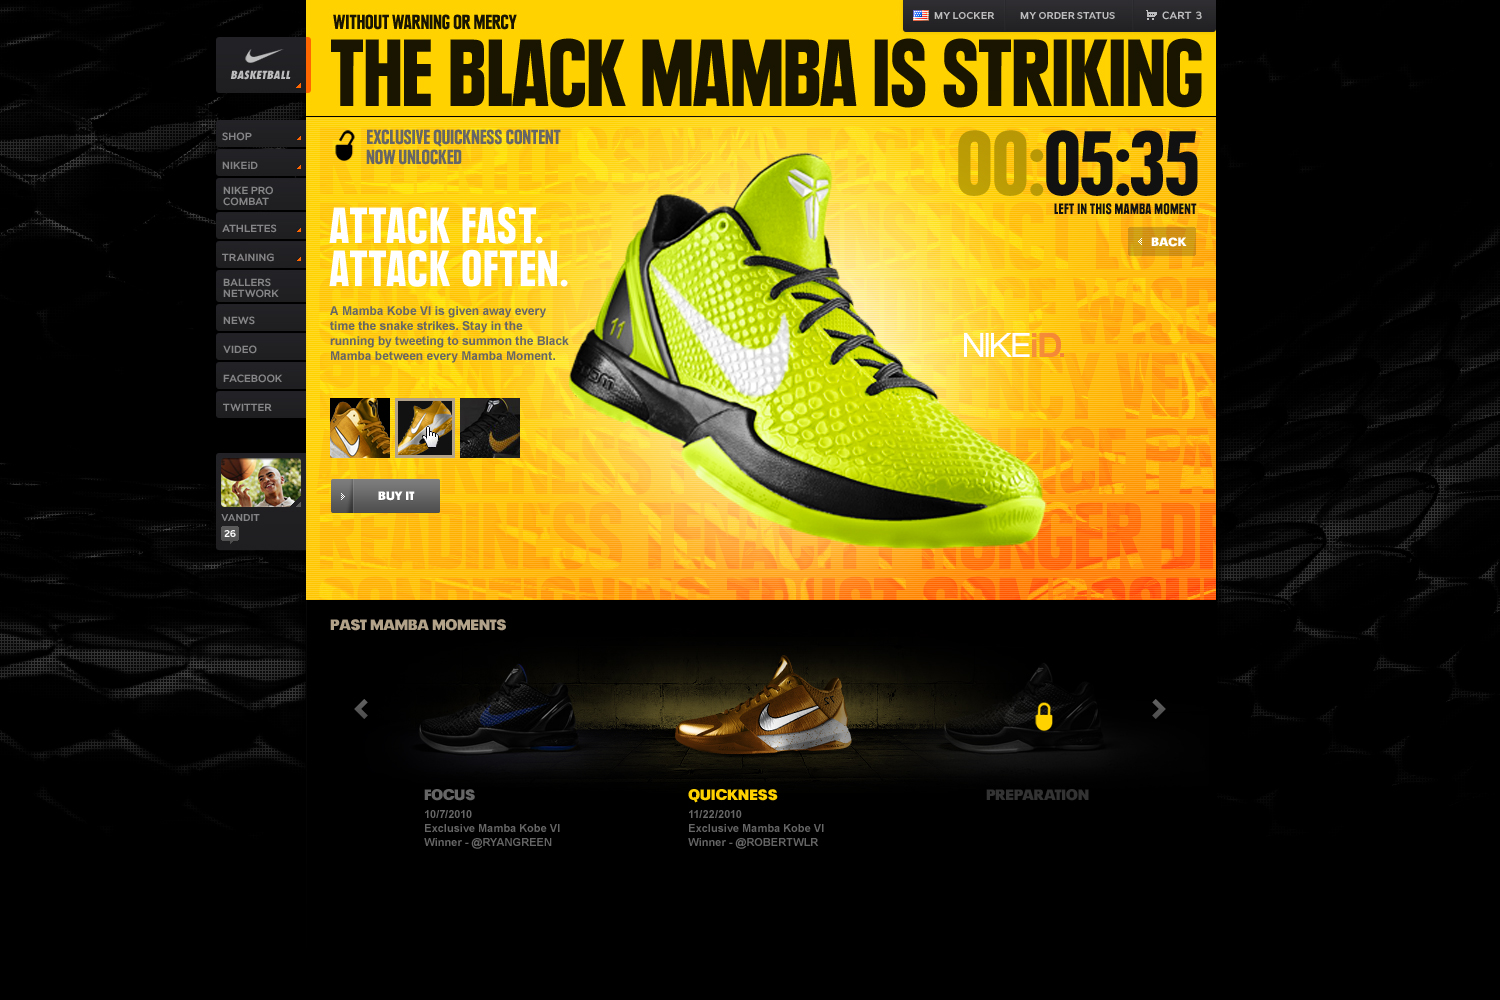 WITHOUT WARNING OR MERCY
THE BLACK MAMBA IS STRIKING
MY LOCKER
MY ORDER STATUS
CART 3
BASKETBALL
SHOP
NIKEiD
NIKE PRO
COMBAT
ATHLETES
TRAINING
BALLERS
NETWORK
NEWS
VIDEO
FACEBOOK
TWITTER
VANDIT
26
EXCLUSIVE QUICKNESS CONTENT
NOW UNLOCKED
00:05:35
LEFT IN THIS MAMBA MOMENT
BACK
ATTACK FAST.
ATTACK OFTEN.
A Mamba Kobe VI is given away every
time the snake strikes. Stay in the
running by tweeting to summon the Black
Mamba between every Mamba Moment.
11
NIKEiD.
BUY IT
READINESS
PAST MAMBA MOMENTS
FOCUS
10/7/2010
Exclusive Mamba Kobe VI
Winner - @RYANGREEN
QUICKNESS
11/22/2010
Exclusive Mamba Kobe VI
Winner - @ROBERTWLR
PREPARATION